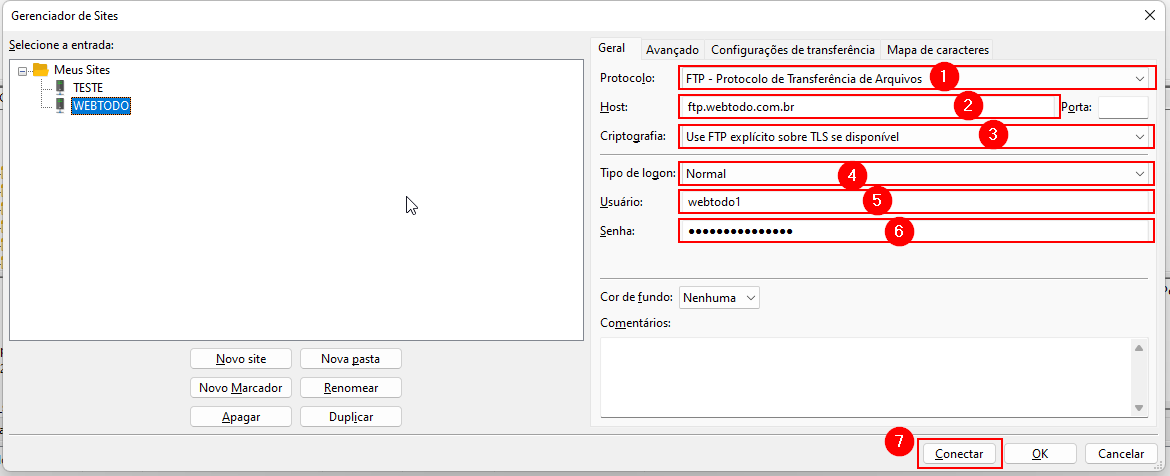 Gerenciador de Sites
Selecione a entrada:
Meus Sites
TESTE
WEBTODO
Novo site
Nova pasta
Novo Marcador
Renomear
Apagar
Duplicar
Geral Avançado Configurações de transferência Mapa de caracteres
Protocolo: FTP - Protocolo de Transferência de Arquivos 1
Host: ftp.webtodo.com.br 2 Porta:
Criptografia: Use FTP explícito sobre TLS se disponível 3
Tipo de logon: Normal 4
Usuário: webtodo1 5
Senha: ●●●●●●●●●●●●●●● 6
Cor de fundo: Nenhuma
Comentários:
7 Conectar OK Cancelar